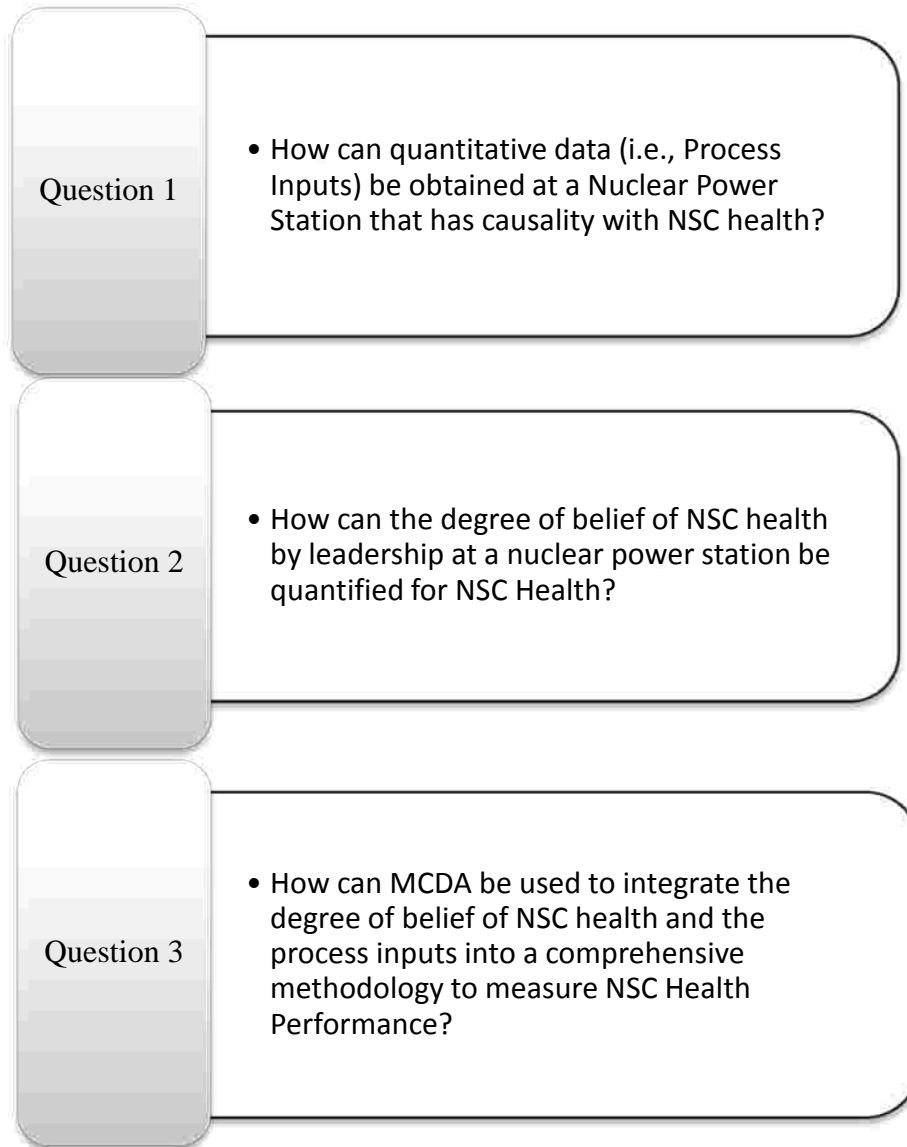 Question 1
• How can quantitative data (i.e., Process
Inputs) be obtained at a Nuclear Power
Station that has causality with NSC health?
Question 2
• How can the degree of belief of NSC health
by leadership at a nuclear power station be
quantified for NSC Health?
Question 3
• How can MCDA be used to integrate the
degree of belief of NSC health and the
process inputs into a comprehensive
methodology to measure NSC Health
Performance?